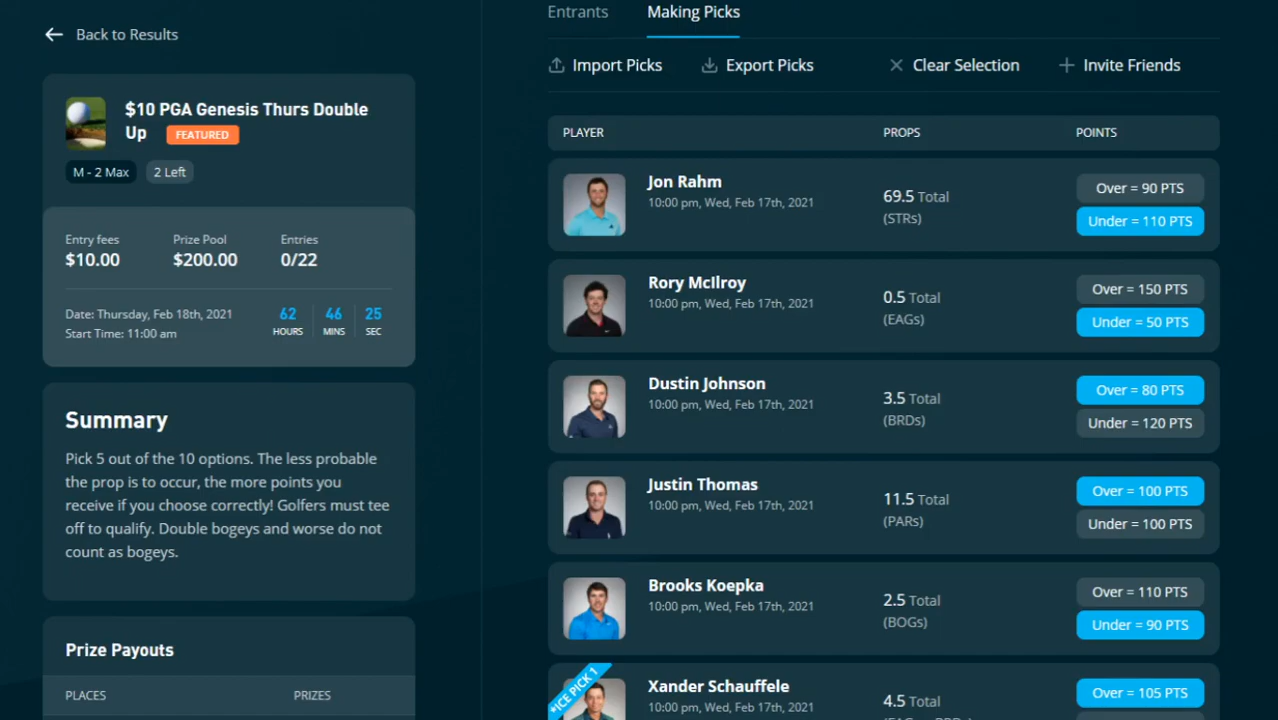 Back to Results
$10 PGA Genesis Thurs Double
Up FEATURED
M - 2 Max 2 Left
Entry fees Prize Pool Entries
$10.00 $200.00 0/22
Date: Thursday, Feb 18th, 2021
Start Time: 11:00 am
62 46 25
HOURS MINS SEC
Summary
Pick 5 out of the 10 options. The less probable
the prop is to occur, the more points you
receive if you choose correctly! Golfers must tee
off to qualify. Double bogeys and worse do not
count as bogeys.
Prize Payouts
PLACES PRIZES
Entrants Making Picks
Import Picks Export Picks Clear Selection Invite Friends
PLAYER PROPS POINTS
Jon Rahm
10:00 pm, Wed, Feb 17th, 2021
69.5 Total
(STRs)
Over = 90 PTS
Under = 110 PTS
Rory McIlroy
10:00 pm, Wed, Feb 17th, 2021
0.5 Total
(EAGs)
Over = 150 PTS
Under = 50 PTS
Dustin Johnson
10:00 pm, Wed, Feb 17th, 2021
3.5 Total
(BRDs)
Over = 80 PTS
Under = 120 PTS
Justin Thomas
10:00 pm, Wed, Feb 17th, 2021
11.5 Total
(PARs)
Over = 100 PTS
Under = 100 PTS
Brooks Koepka
10:00 pm, Wed, Feb 17th, 2021
2.5 Total
(BOGs)
Over = 110 PTS
Under = 90 PTS
*ICE PICK 1
Xander Schauffele
10:00 pm, Wed, Feb 17th, 2021
4.5 Total
Over = 105 PTS